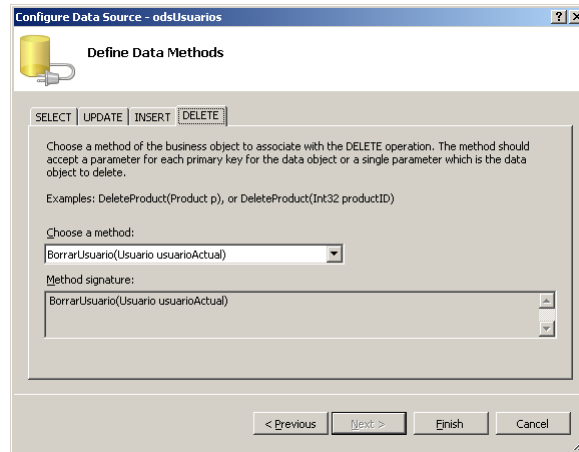 Configure Data Source - odsUsuarios
Define Data Methods
SELECT UPDATE INSERT DELETE
Choose a method of the business object to associate with the DELETE operation. The method should
accept a parameter for each primary key for the data object or a single parameter which is the data
object to delete.
Examples: DeleteProduct(Product p), or DeleteProduct(Int32 productID)
Choose a method:
BorrarUsuario(Usuario usuarioActual)
Method signature:
BorrarUsuario(Usuario usuarioActual)
< Previous Next > Finish Cancel